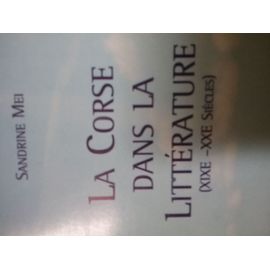 SANDRINE MEI
LA CORSE
DANS LA
LITTÉRATURE
(XIXE –XXE SIÈCLES)